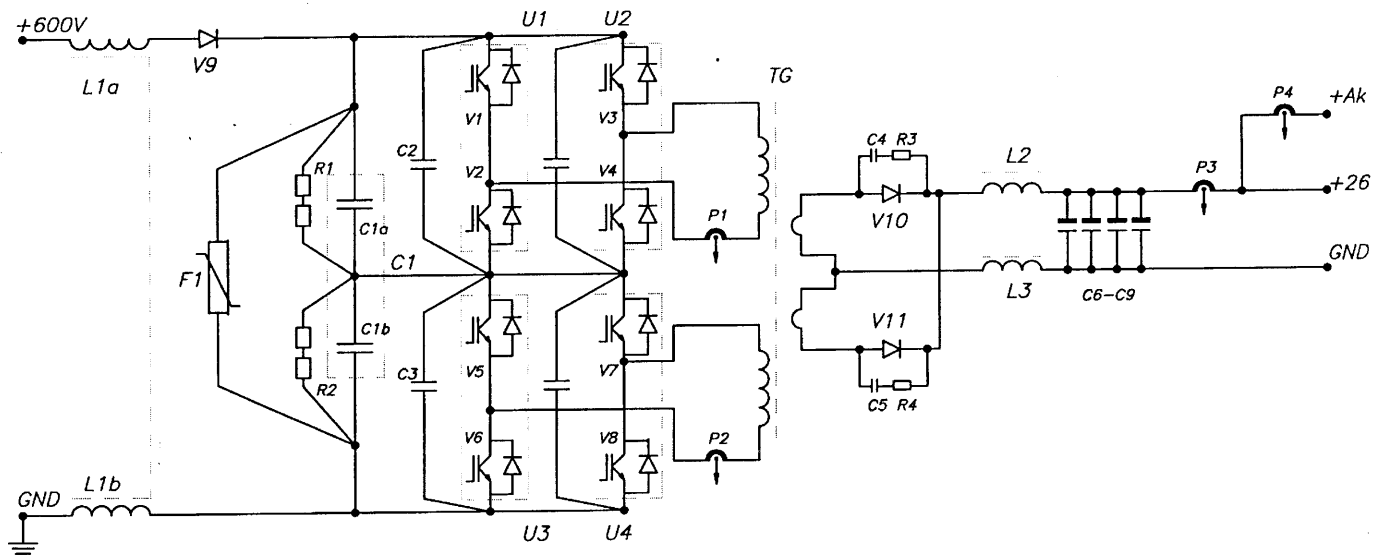 +600V
U1
U2
V9
L1a
TG
P4
+Ak
V1
V3
C4
R3
L2
P3
C2
R1
V2
V4
+26
V10
P1
C1a
F1
C1
GND
L3
C6-C9
C1b
V11
C3
V5
V7
R2
C5
R4
V6
V8
P2
L1b
GND
U3
U4